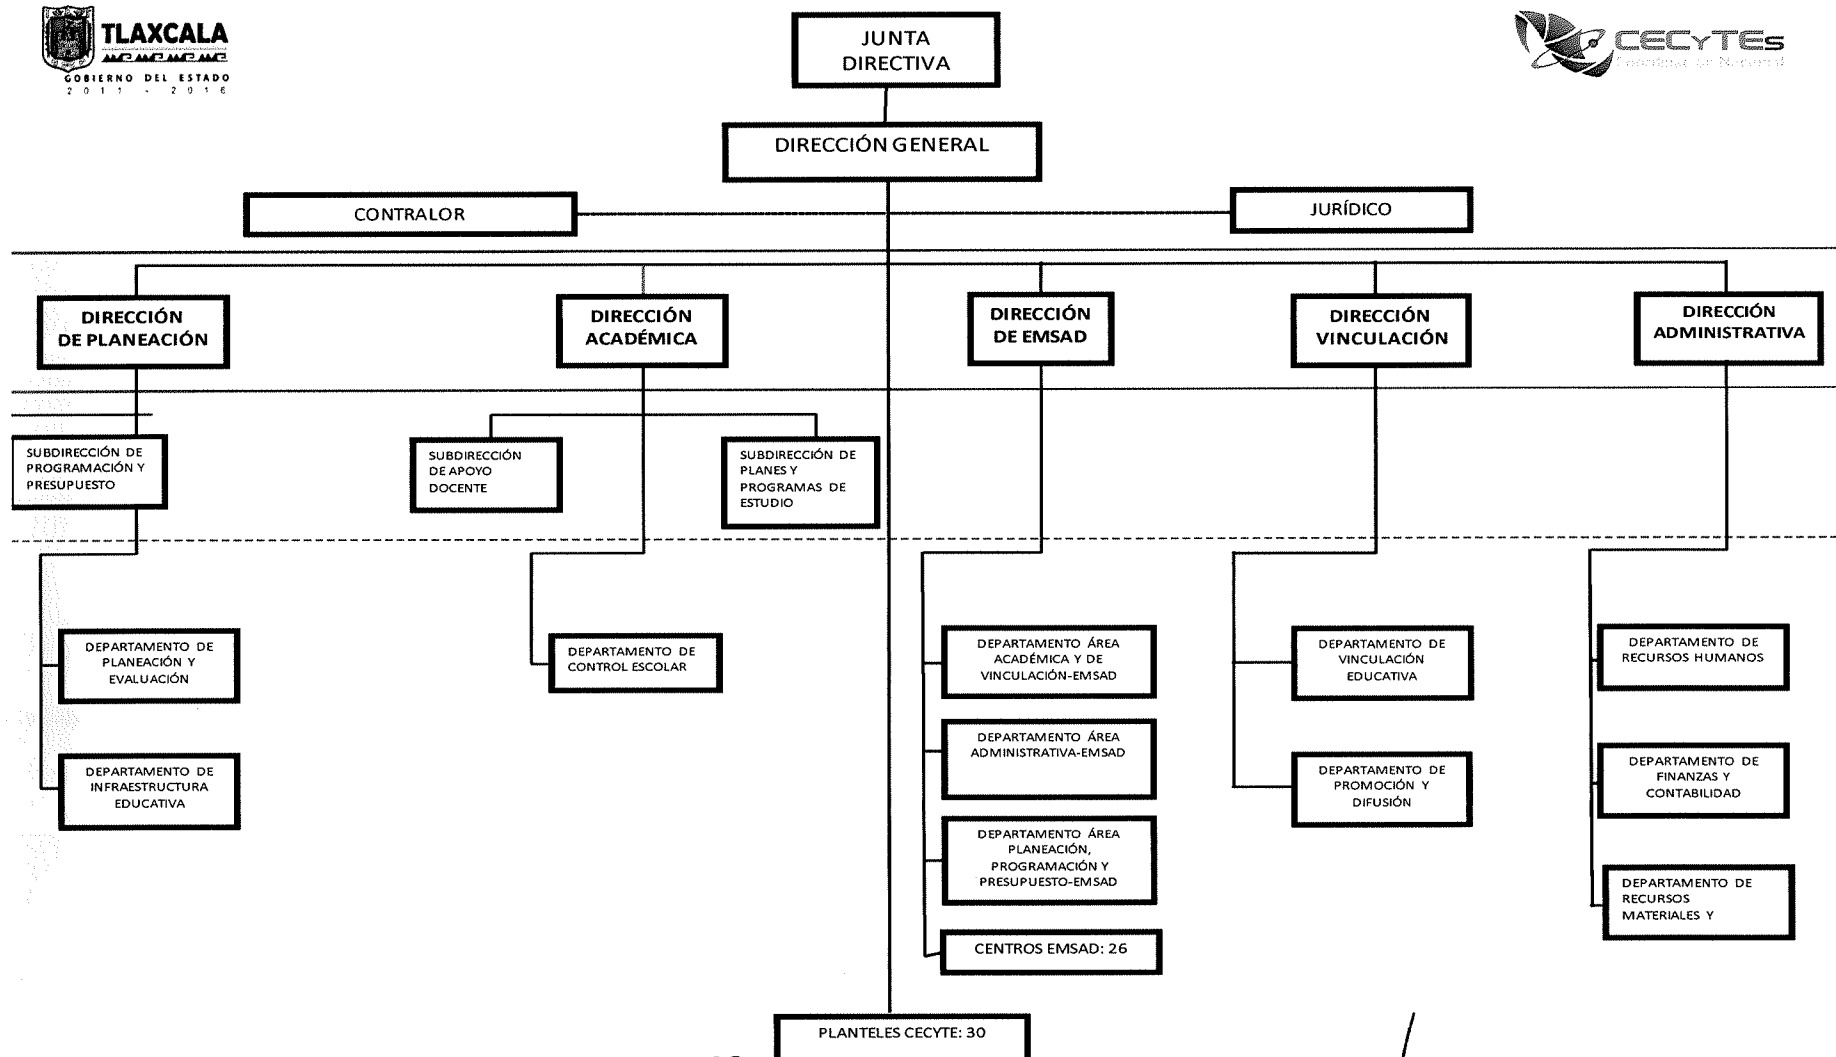 TLAXCALA
GOBIERNO DEL ESTADO
2011 - 2016
CECYTEs
JUNTA
DIRECTIVA
DIRECCIÓN GENERAL
CONTRALOR
JURÍDICO
DIRECCIÓN
DE PLANEACIÓN
DIRECCIÓN
ACADÉMICA
DIRECCIÓN
DE EMSAD
DIRECCIÓN
VINCULACIÓN
DIRECCIÓN
ADMINISTRATIVA
SUBDIRECCIÓN DE
PROGRAMACIÓN Y
PRESUPUESTO
SUBDIRECCIÓN
DE APOYO
DOCENTE
SUBDIRECCIÓN DE
PLANES Y
PROGRAMAS DE
ESTUDIO
DEPARTAMENTO DE
PLANEACIÓN Y
EVALUACIÓN
DEPARTAMENTO DE
INFRAESTRUCTURA
EDUCATIVA
DEPARTAMENTO DE
CONTROL ESCOLAR
DEPARTAMENTO ÁREA
ACADÉMICA Y DE
VINCULACIÓN-EMSAD
DEPARTAMENTO ÁREA
ADMINISTRATIVA-EMSAD
DEPARTAMENTO ÁREA
PLANEACIÓN,
PROGRAMACIÓN Y
PRESUPUESTO-EMSAD
CENTROS EMSAD: 26
DEPARTAMENTO DE
VINCULACIÓN
EDUCATIVA
DEPARTAMENTO DE
PROMOCIÓN Y
DIFUSIÓN
DEPARTAMENTO DE
RECURSOS HUMANOS
DEPARTAMENTO DE
FINANZAS Y
CONTABILIDAD
DEPARTAMENTO DE
RECURSOS
MATERIALES Y
PLANTELES CECYTE: 30